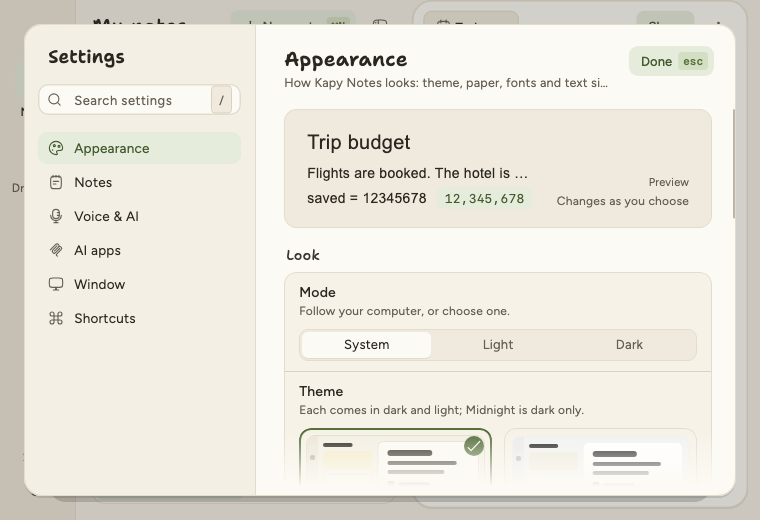 My notes
Settings
Search settings
/
Appearance
Notes
Voice & AI
AI apps
Window
Shortcuts
Appearance
How Kapy Notes looks: theme, paper, fonts and text si…
Done
esc
Trip budget
Flights are booked. The hotel is …
saved = 12345678
12,345,678
Preview
Changes as you choose
Look
Mode
Follow your computer, or choose one.
System
Light
Dark
Theme
Each comes in dark and light; Midnight is dark only.